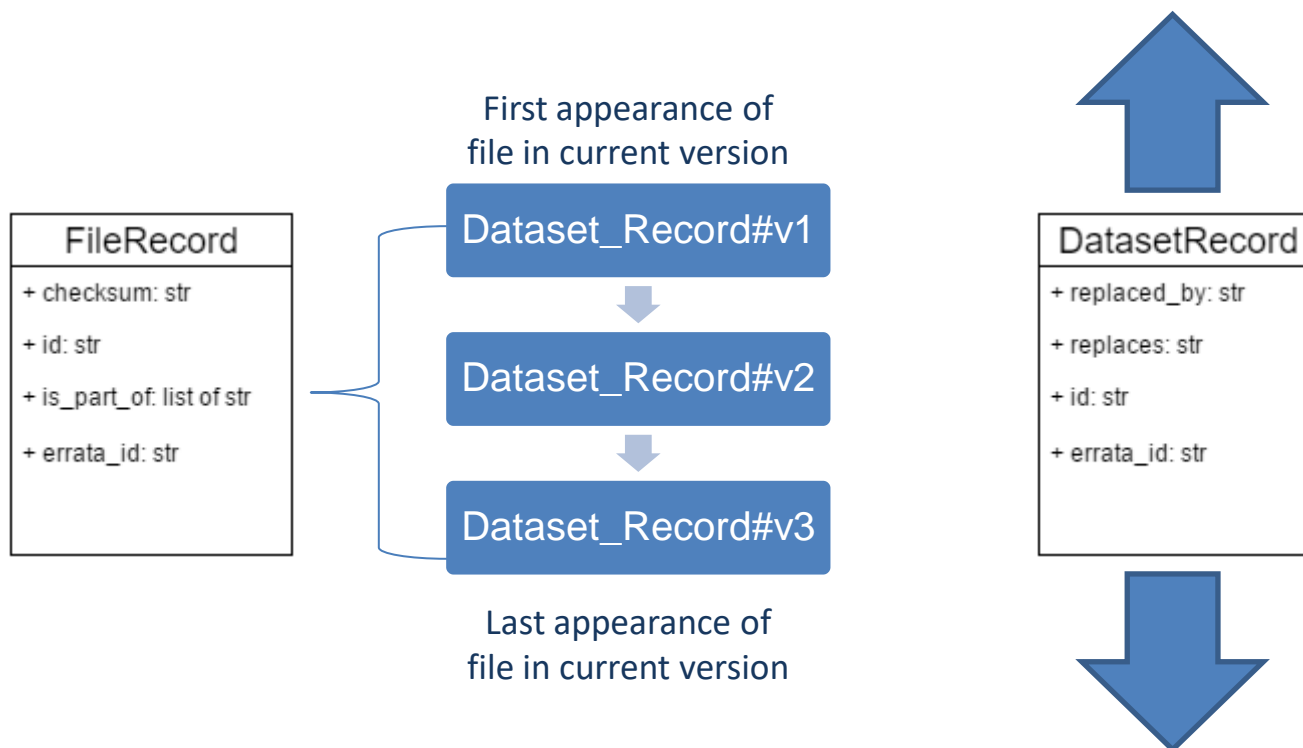 FileRecord
+ checksum: str
+ id: str
+ is_part_of: list of str
+ errata_id: str
First appearance of
file in current version
Dataset_Record#v1
Dataset_Record#v2
Dataset_Record#v3
Last appearance of
file in current version
DatasetRecord
+ replaced_by: str
+ replaces: str
+ id: str
+ errata_id: str